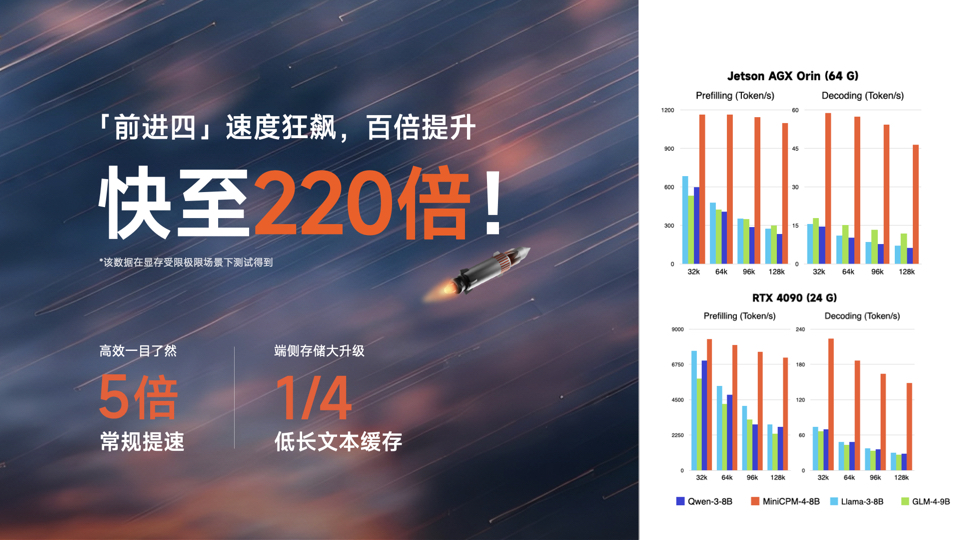 「前进四」速度狂飙，百倍提升
快至220倍！
*该数据在显存受限极限场景下测试得到
高效一目了然
5倍
常规提速
端侧存储大升级
1/4
低长文本缓存
Jetson AGX Orin (64 G)
Prefilling (Token/s)
1200
900
600
300
0
32k 64k 96k 128k
Decoding (Token/s)
60
45
30
15
0
32k 64k 96k 128k
RTX 4090 (24 G)
Prefilling (Token/s)
9000
6750
4500
2250
0
32k 64k 96k 128k
Decoding (Token/s)
240
180
120
60
0
32k 64k 96k 128k
Qwen-3-8B MiniCPM-4-8B Llama-3-8B GLM-4-9B